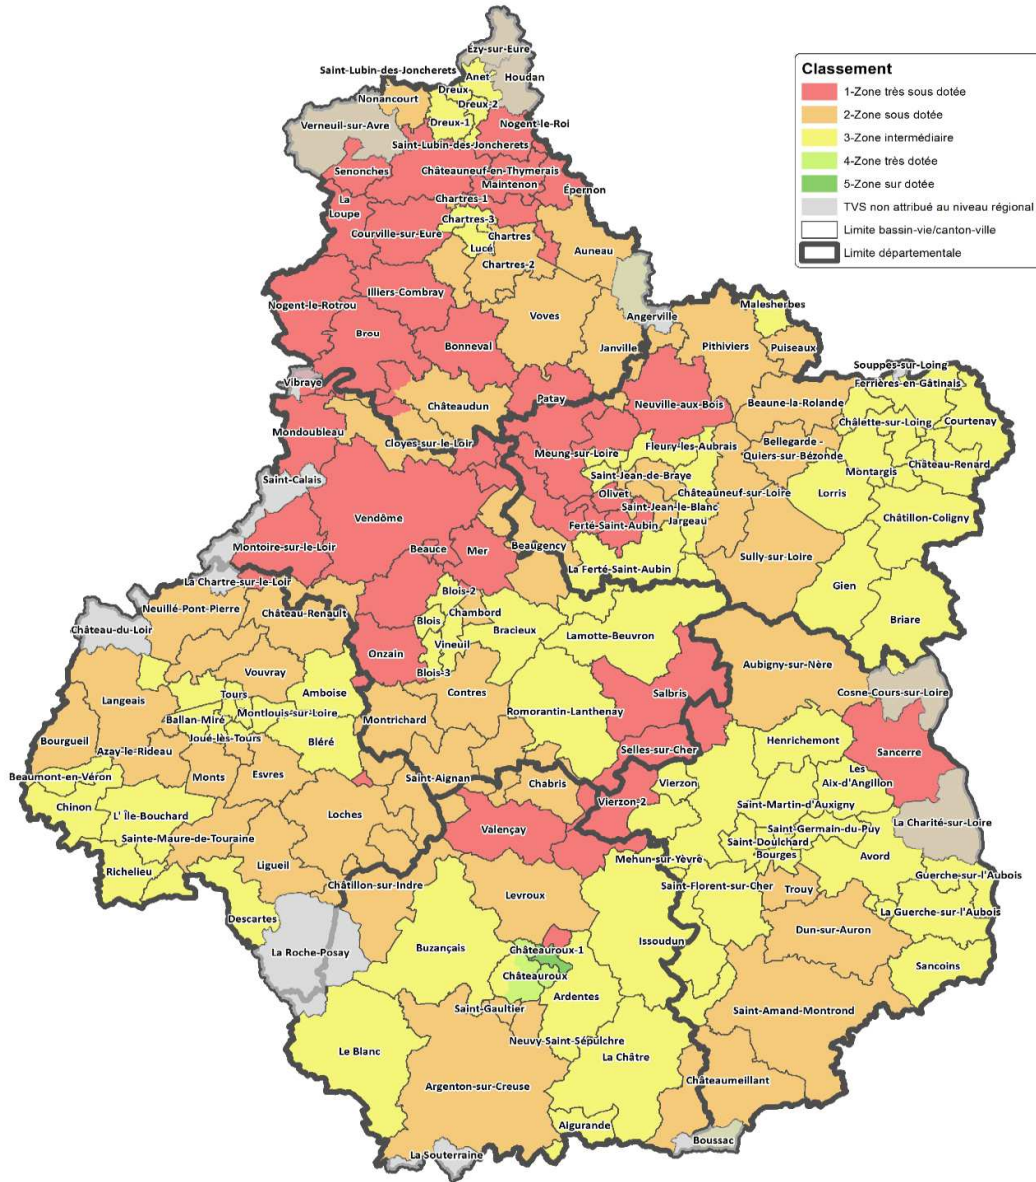 Ézy-sur-Eure
Saint-Lubin-des-Joncherets
Anet
Houdan
Nonancourt
Dreux
Dreux-2
Verneuil-sur-Avre
Dreux-1
Nogent-le-Roi
Saint-Lubin-des-Joncherets
Senonches
Châteauneuf-en-Thymerais
Maintenon
Épernon
La
Loupe
Chartres-1
Chartres-3
Courville-sur-Eure
Chartres
Lucé
Auneau
Chartres-2
Illiers-Combray
Nogent-le-Rotrou
Voves
Brou
Bonneval
Janville
Classement
1-Zone très sous dotée
2-Zone sous dotée
3-Zone intermédiaire
4-Zone très dotée
5-Zone sur dotée
TVS non attribué au niveau régional
Limite bassin-vie/canton-ville
Limite départementale
Malesherbes
Angerville
Pithiviers
Puiseaux
Souppes-sur-Loing
Vibraye
Ferrières-en-Gâtinais
Patay
Neuville-aux-Bois
Beaune-la-Rolande
Châteaudun
Châlette-sur-Loing
Courtenay
Mondoubleau
Cloyes-sur-le-Loir
Fleury-les-Aubrais
Bellegarde -
Quiers-sur-Bézonde
Meung-sur-Loire
Château-Renard
Montargis
Saint-Calais
Saint-Jean-de-Braye
Lorris
Olivet
Châteauneuf-sur-Loire
Saint-Jean-le-Blanc
Châtillon-Coligny
Vendôme
Jargeau
Ferté-Saint-Aubin
Montoire-sur-le-Loir
Beauce
Mer
Beaugency
Sully-sur-Loire
La Ferté-Saint-Aubin
Gien
La Chartre-sur-le-Loir
Blois-2
Briare
Neuillé-Pont-Pierre
Château-Renault
Chambord
Blois
Bracieux
Château-du-Loir
Lamotte-Beuvron
Vineuil
Onzain
Blois-3
Aubigny-sur-Nère
Vouvray
Langeais
Amboise
Contres
Salbris
Cosne-Cours-sur-Loire
Tours
Montrichard
Romorantin-Lanthenay
Ballan-Miré
Montlouis-sur-Loire
Bourgueil
Joué-lès-Tours
Bléré
Henrichemont
Azay-le-Rideau
Selles-sur-Cher
Sancerre
Les
Aix-d'Angillon
Beaumont-en-Véron
Monts
Esvres
Saint-Aignan
Chabris
Vierzon
Chinon
Vierzon-2
Saint-Martin-d'Auxigny
L' Île-Bouchard
Loches
Valençay
La Charité-sur-Loire
Saint-Germain-du-Puy
Sainte-Maure-de-Touraine
Saint-Doulchard
Bourges
Avord
Mehun-sur-Yèvre
Ligueil
Richelieu
Guerche-sur-l'Aubois
Châtillon-sur-Indre
Saint-Florent-sur-Cher
Levroux
Trouy
La Guerche-sur-l'Aubois
Descartes
Dun-sur-Auron
Buzançais
Issoudun
La Roche-Posay
Châteauroux-1
Sancoins
Châteauroux
Ardentes
Saint-Gaultier
Saint-Amand-Montrond
Neuvy-Saint-Sépulchre
Le Blanc
La Châtre
Châteaumeillant
Argenton-sur-Creuse
Aigurande
Boussac
La Souterraine